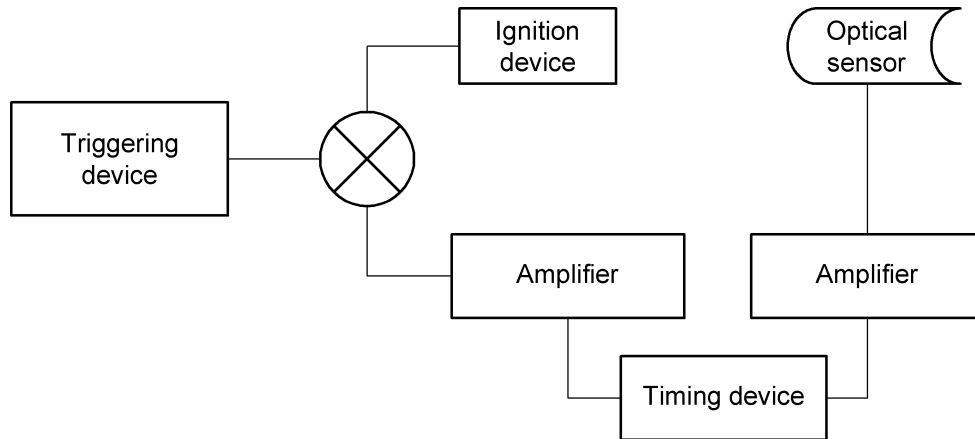 Ignition
device
Optical
sensor
Triggering
device
Amplifier
Amplifier
Timing device